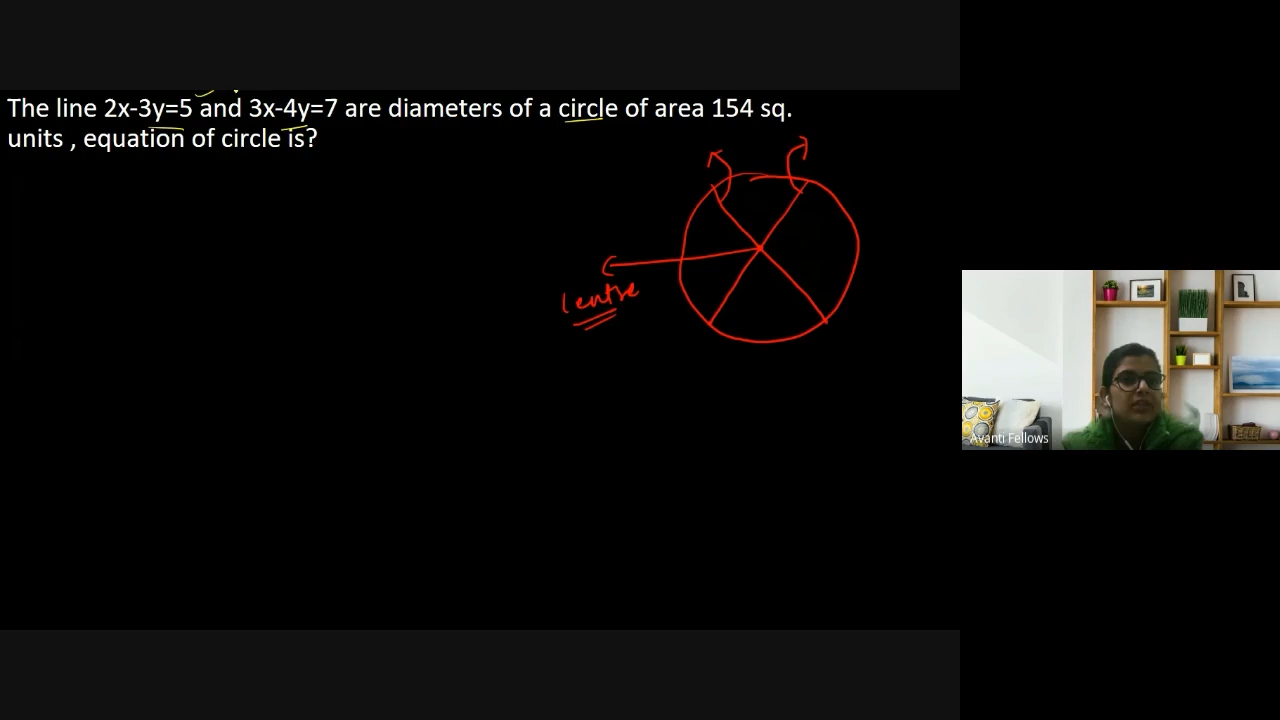 The line 2x-3y=5 and 3x-4y=7 are diameters of a circle of area 154 sq.
units , equation of circle is?
centre
Avanti Fellows